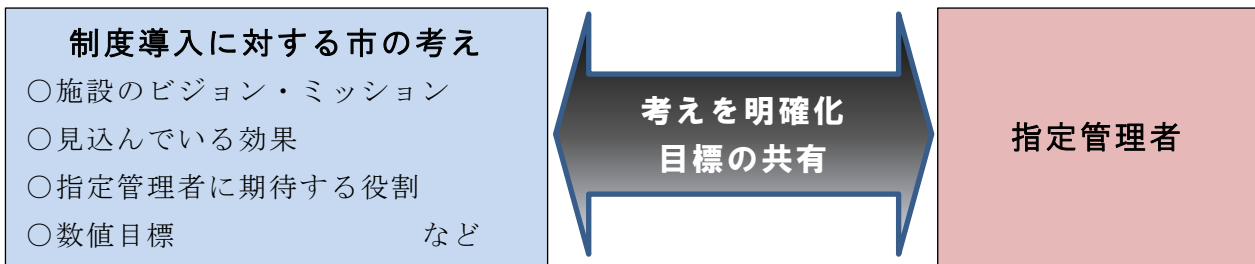 制度導入に対する市の考え
○施設のビジョン・ミッション
○見込んでいる効果
○指定管理者に期待する役割
○数値目標 など
考えを明確化
目標の共有
指定管理者